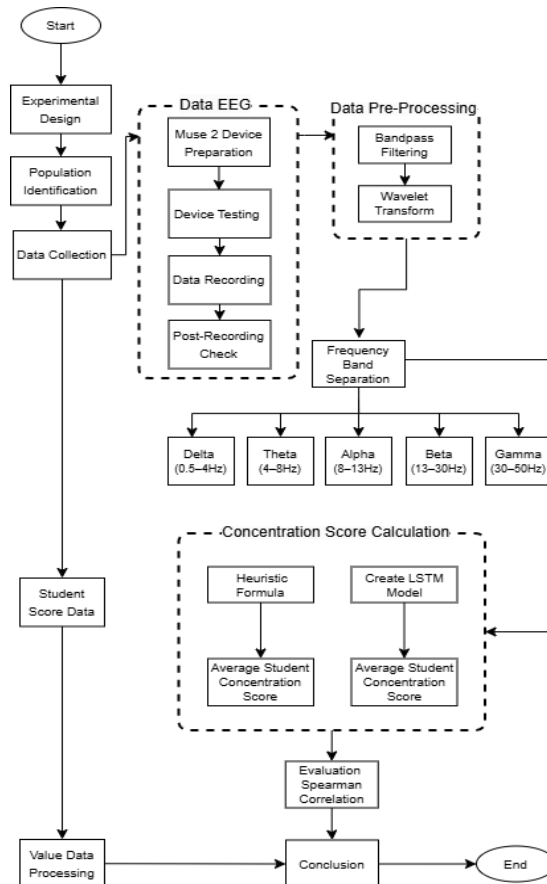 Start
Experimental
Design
Population
Identification
Data Collection
Data EEG
Muse 2 Device
Preparation
Device Testing
Data Recording
Post-Recording
Check
Data Pre-Processing
Bandpass
Filtering
Wavelet
Transform
Frequency
Band
Separation
Delta
(0.5–4Hz)
Theta
(4–8Hz)
Alpha
(8–13Hz)
Beta
(13–30Hz)
Gamma
(30–50Hz)
Concentration Score Calculation
Heuristic
Formula
Average Student
Concentration
Score
Create LSTM
Model
Average Student
Concentration
Score
Student
Score Data
Evaluation
Spearman
Correlation
Value Data
Processing
Conclusion
End